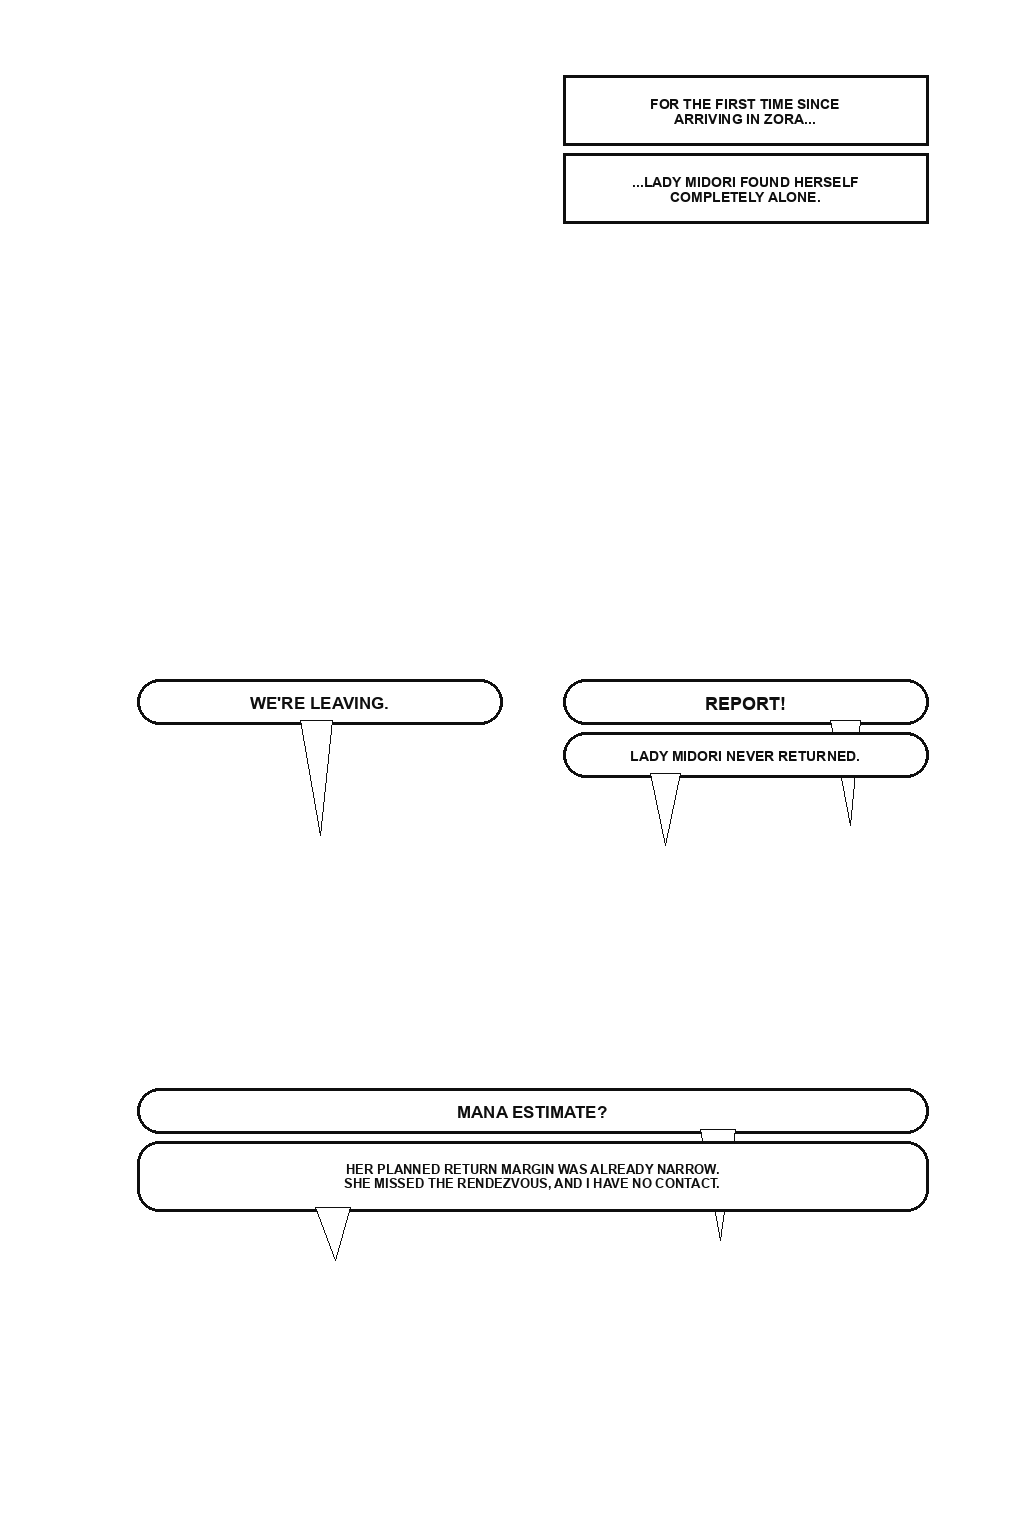 FOR THE FIRST TIME SINCE
ARRIVING IN ZORA...
...LADY MIDORI FOUND HERSELF
COMPLETELY ALONE.
WE'RE LEAVING.
REPORT!
LADY MIDORI NEVER RETURNED.
MANA ESTIMATE?
HER PLANNED RETURN MARGIN WAS ALREADY NARROW.
SHE MISSED THE RENDEZVOUS, AND I HAVE NO CONTACT.